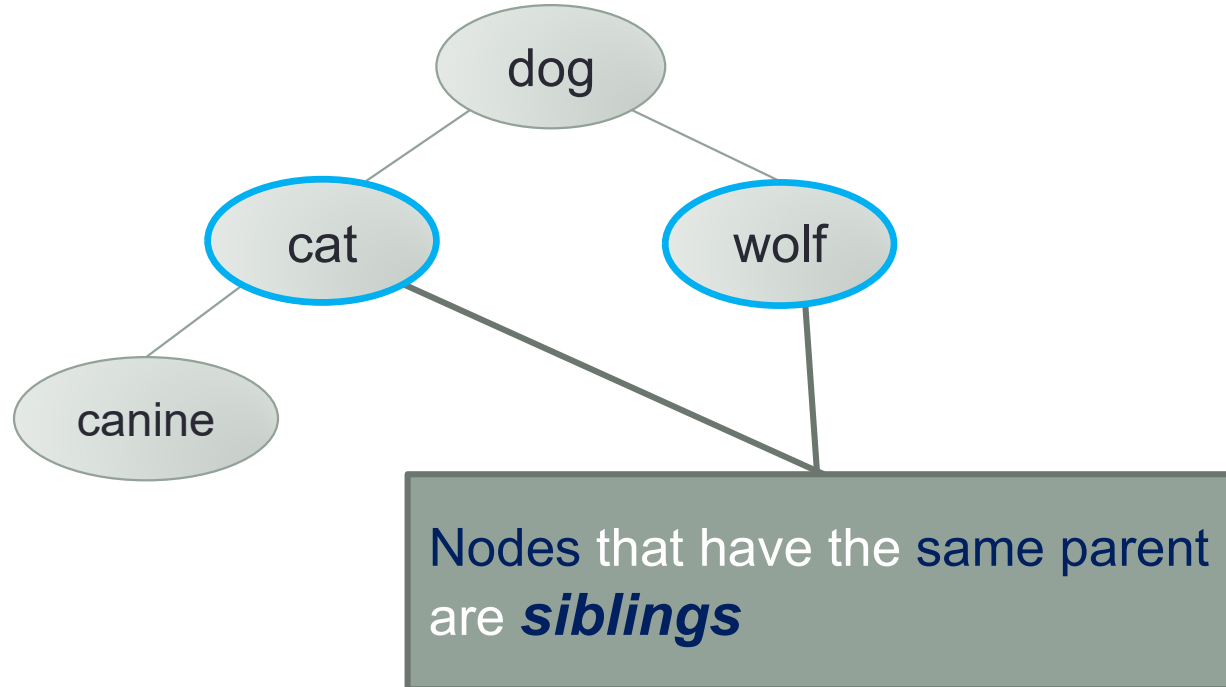 dog
cat
wolf
canine
Nodes that have the same parent
are siblings